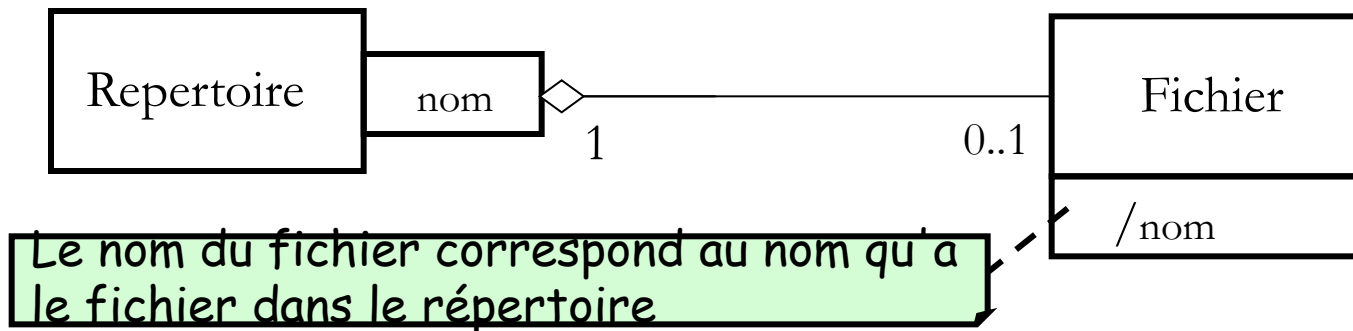 Repertoire
nom
1
0..1
Fichier
/nom
Le nom du fichier correspond au nom qu'a
le fichier dans le répertoire